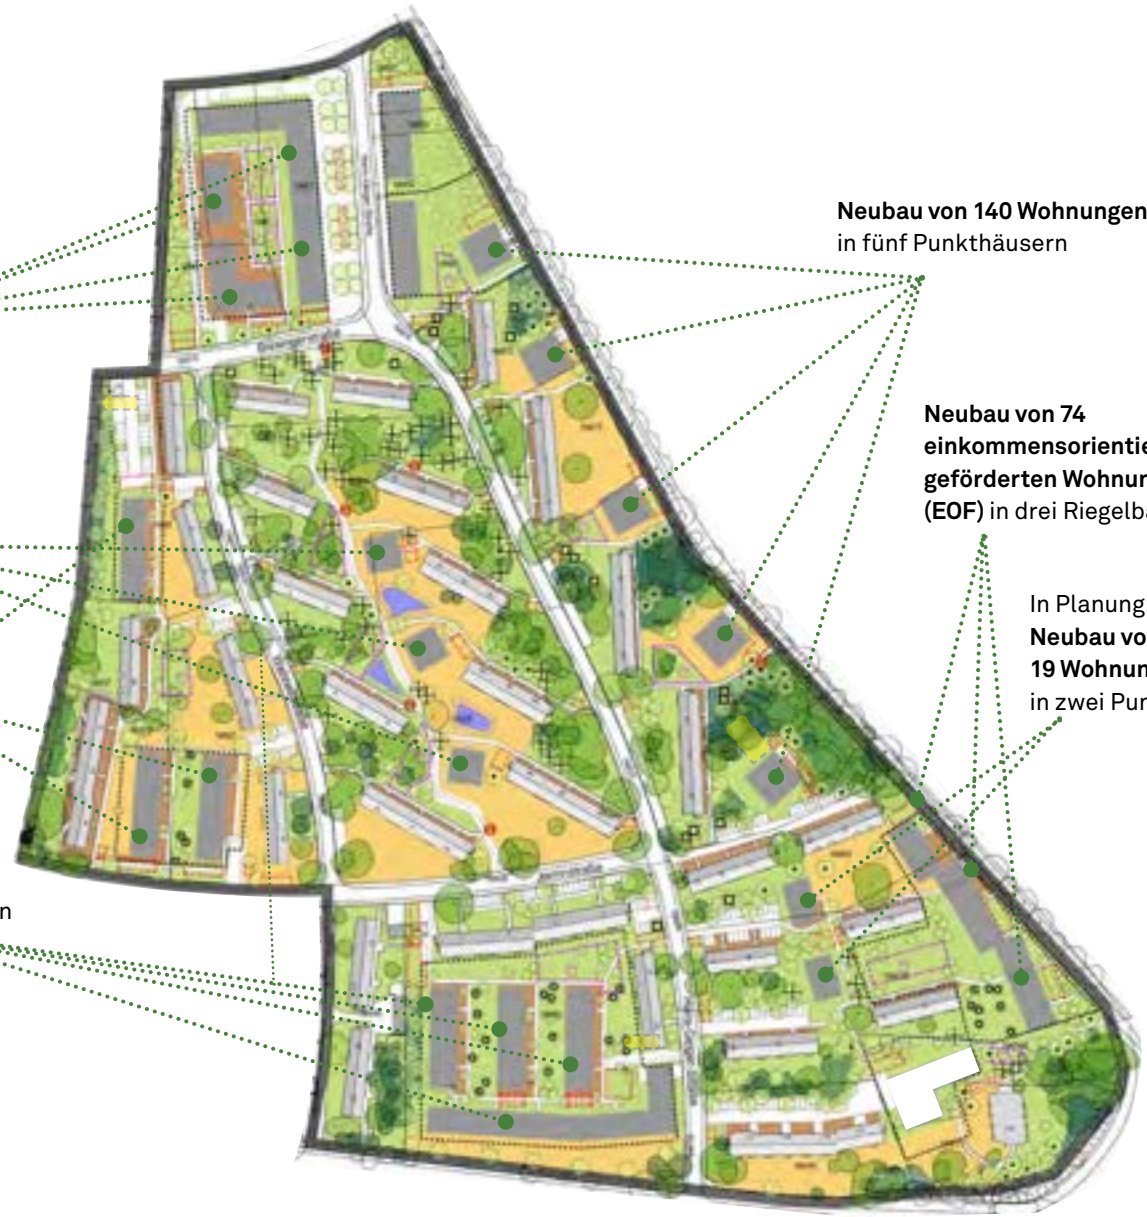 Neubau von 140 Wohnungen
in fünf Punkthäusern
Neubau von 74
einkommensorientie
geförderten Wohnun
(EOF) in drei Riegelba
In Planung
Neubau vo
19 Wohnun
in zwei Pun
n